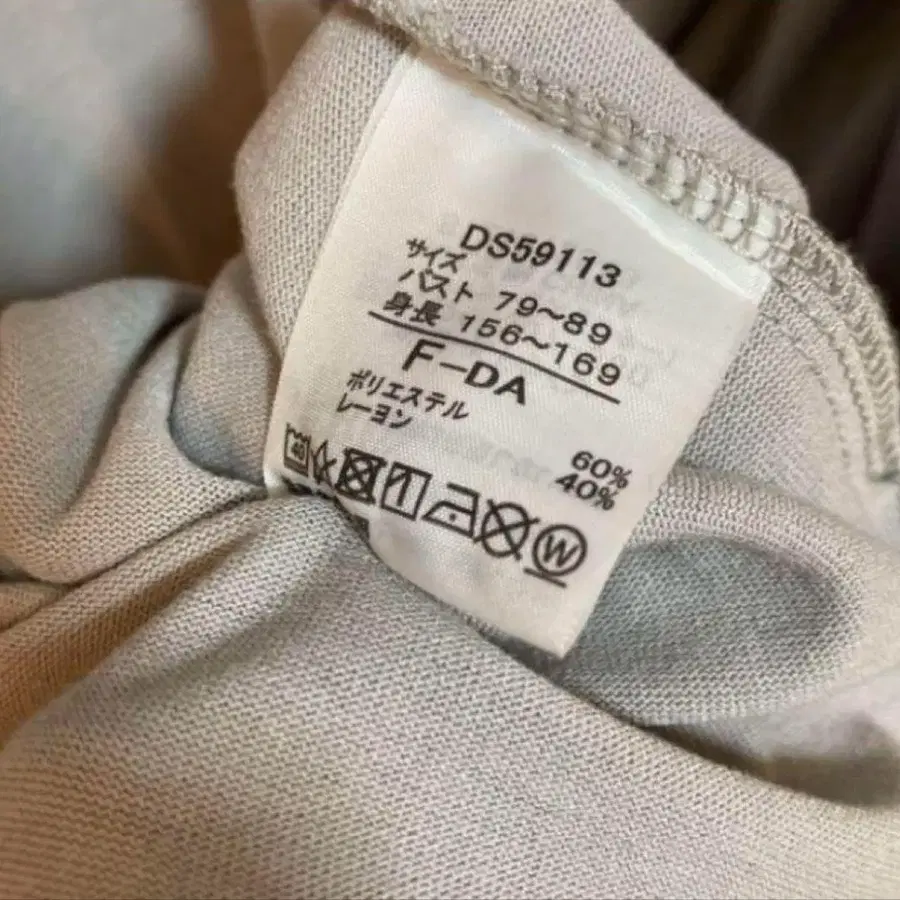 DS59113
サイズ
バスト 79～89
身長 156～169
F-DA
ポリエステル 60%
レーヨン 40%
40
W